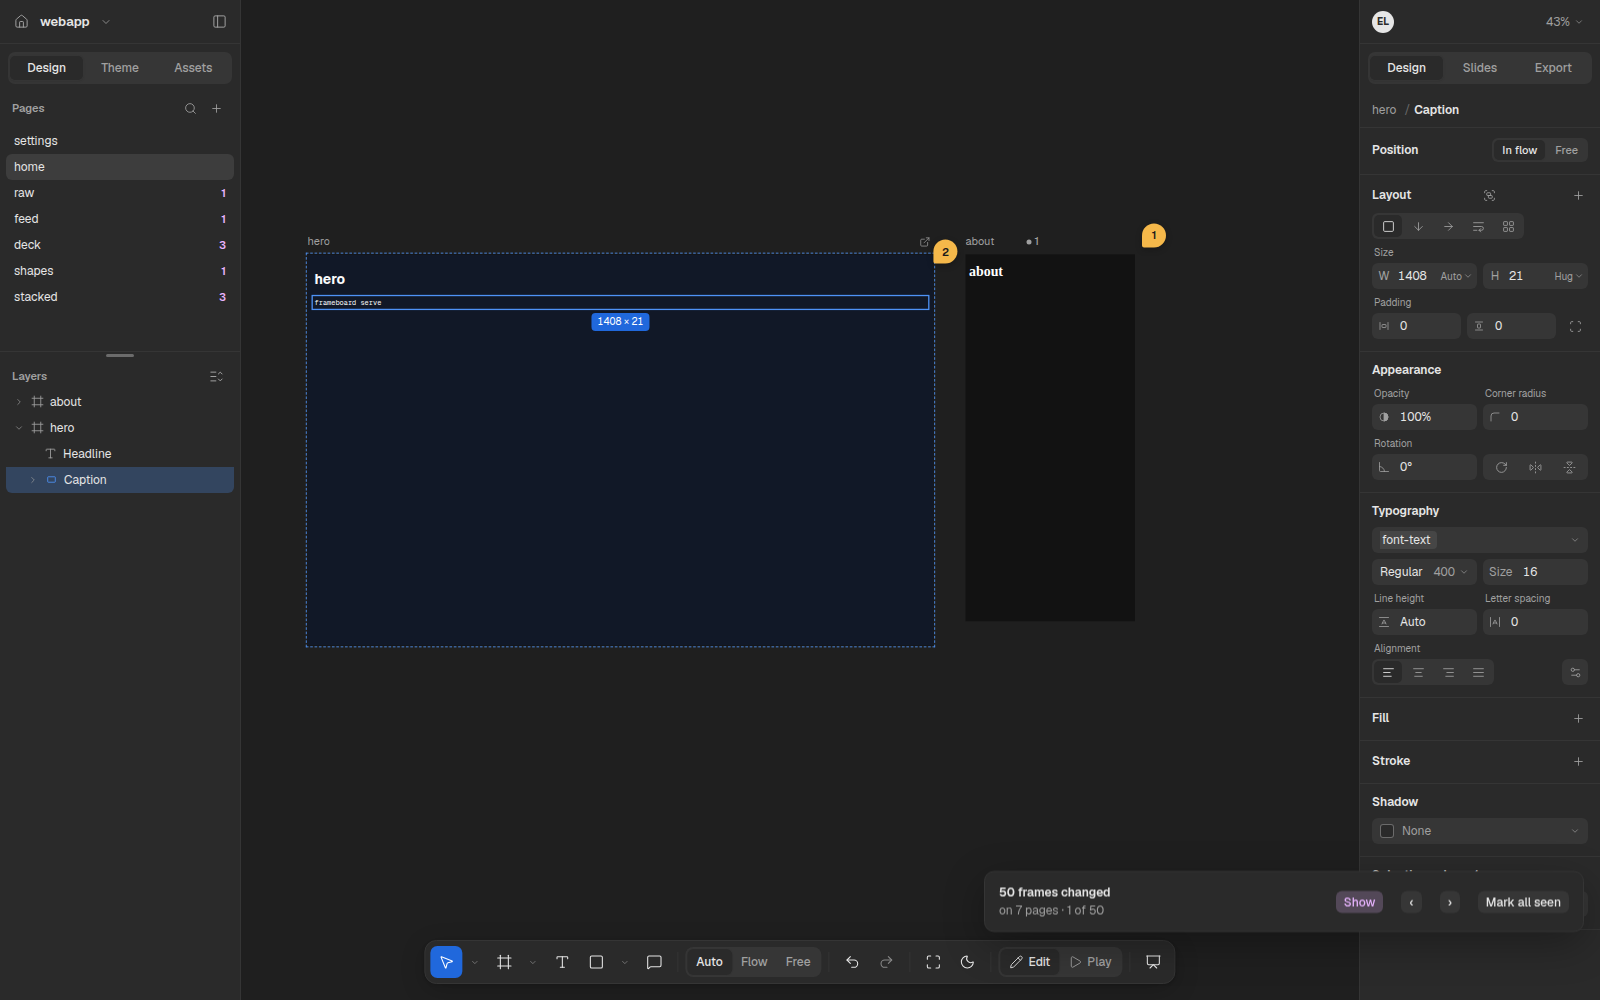 webapp
Design Theme Assets
Pages
settings
home
raw 1
feed 1
deck 3
shapes 1
stacked 3
Layers
about
hero
Headline
Caption
hero
2
hero
frameboard serve
1408 × 21
about 1
1
about
50 frames changed
on 7 pages · 1 of 50
Show ‹ › Mark all seen
Auto Flow Free Edit Play
EL 43%
Design Slides Export
hero / Caption
Position In flow Free
Layout
Size
W 1408 Auto H 21 Hug
Padding
0 0
Appearance
Opacity Corner radius
100% 0
Rotation
0°
Typography
font-text
Regular 400 Size 16
Line height Letter spacing
Auto 0
Alignment
Fill
Stroke
Shadow
None